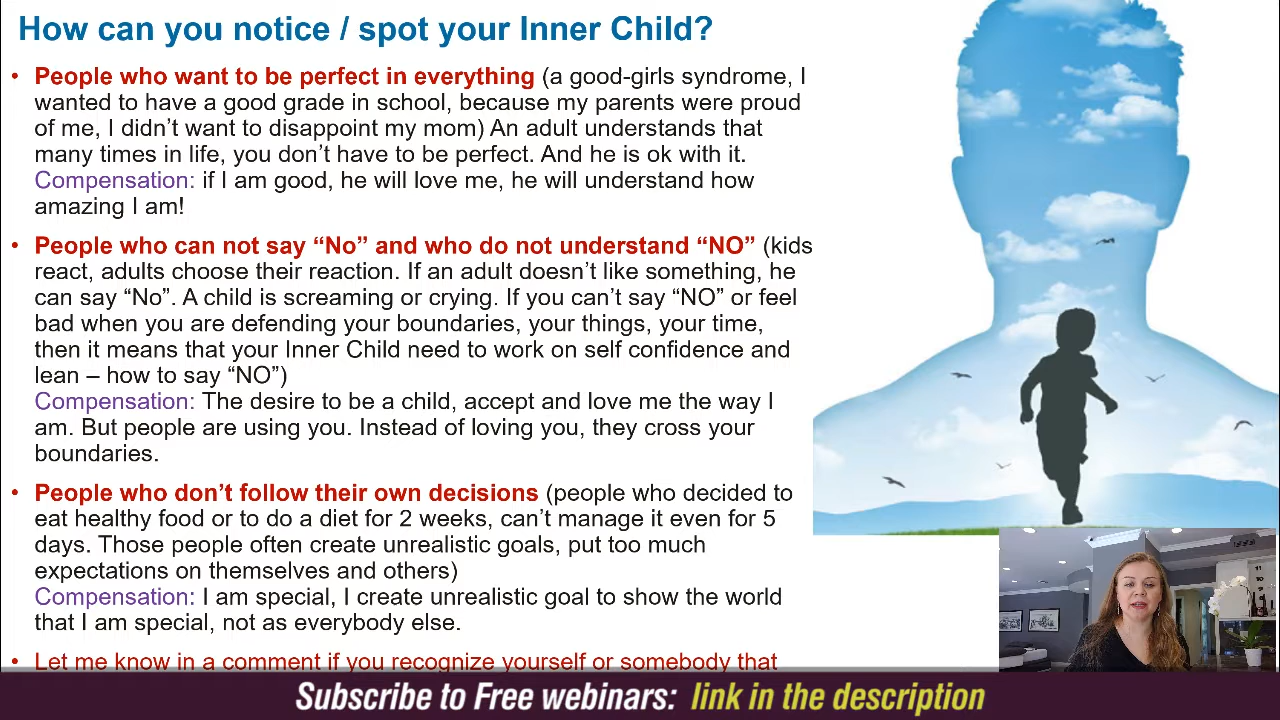 How can you notice / spot your Inner Child?
• People who want to be perfect in everything (a good-girls syndrome, I
wanted to have a good grade in school, because my parents were proud
of me, I didn’t want to disappoint my mom) An adult understands that
many times in life, you don’t have to be perfect. And he is ok with it.
Compensation: if I am good, he will love me, he will understand how
amazing I am!
• People who can not say “No” and who do not understand “NO” (kids
react, adults choose their reaction. If an adult doesn’t like something, he
can say “No”. A child is screaming or crying. If you can’t say “NO” or feel
bad when you are defending your boundaries, your things, your time,
then it means that your Inner Child need to work on self confidence and
lean – how to say “NO”)
Compensation: The desire to be a child, accept and love me the way I
am. But people are using you. Instead of loving you, they cross your
boundaries.
• People who don’t follow their own decisions (people who decided to
eat healthy food or to do a diet for 2 weeks, can’t manage it even for 5
days. Those people often create unrealistic goals, put too much
expectations on themselves and others)
Compensation: I am special, I create unrealistic goal to show the world
that I am special, not as everybody else.
• Let me know in a comment if you recognize yourself or somebody that
Subscribe to Free webinars: link in the description